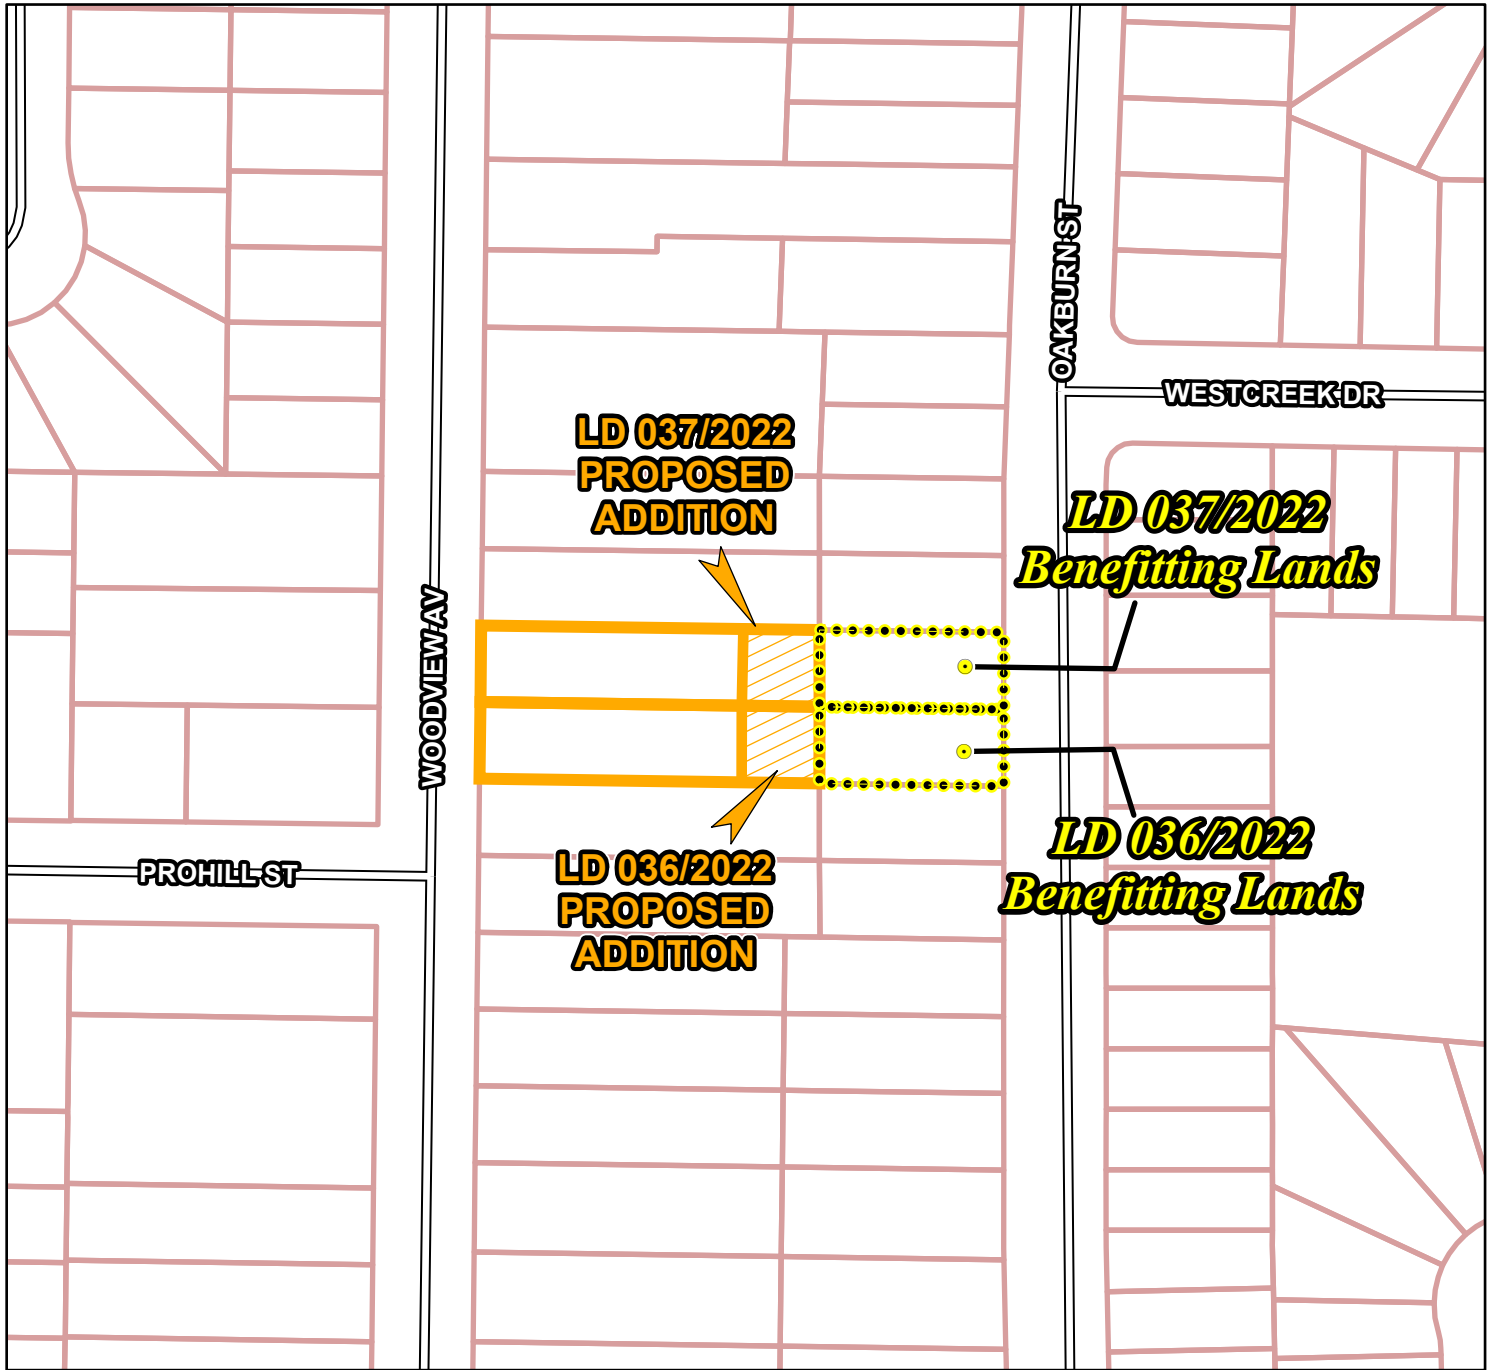 OAKBURN ST
WESTCREEK DR
LD 037/2022
PROPOSED
ADDITION
LD 037/2022
Benefitting Lands
WOODVIEW AV
LD 036/2022
Benefitting Lands
PROHILL ST
LD 036/2022
PROPOSED
ADDITION